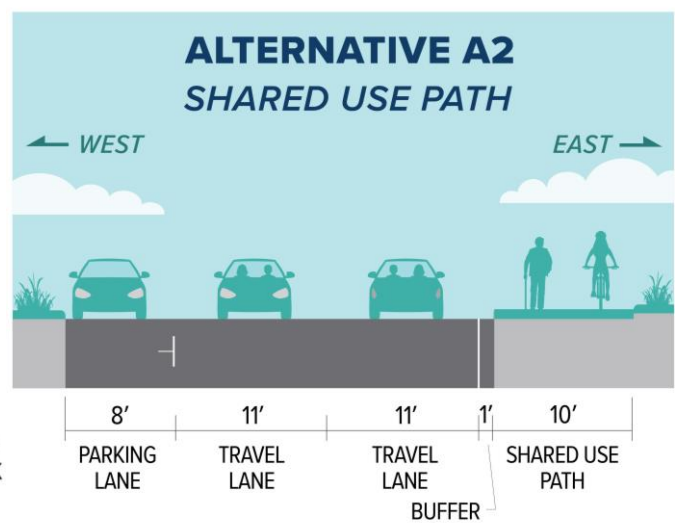 ALTERNATIVE A2
SHARED USE PATH
WEST
EAST
8′ 11′ 11′ 1′ 10′
PARKING LANE
TRAVEL LANE
TRAVEL LANE
BUFFER
SHARED USE PATH